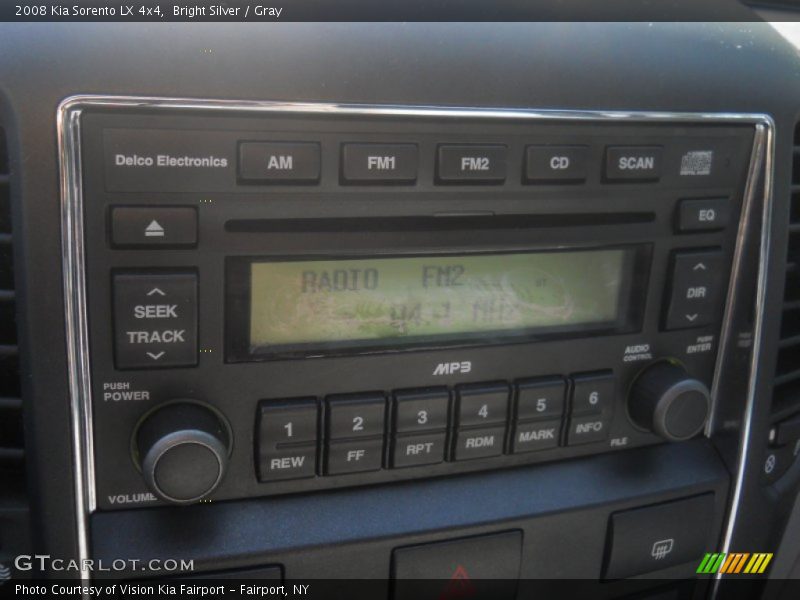 2008 Kia Sorento LX 4x4,  Bright Silver / Gray
Delco Electronics
AM
FM1
FM2
CD
SCAN
EQ
SEEK
TRACK
RADIO FM2
DIR
MP3
AUDIO CONTROL
PUSH ENTER
PUSH POWER
1 2 3 4 5 6
REW FF RPT RDM MARK INFO
FILE
VOLUME
GTCARLOT.COM
Photo Courtesy of Vision Kia Fairport - Fairport, NY